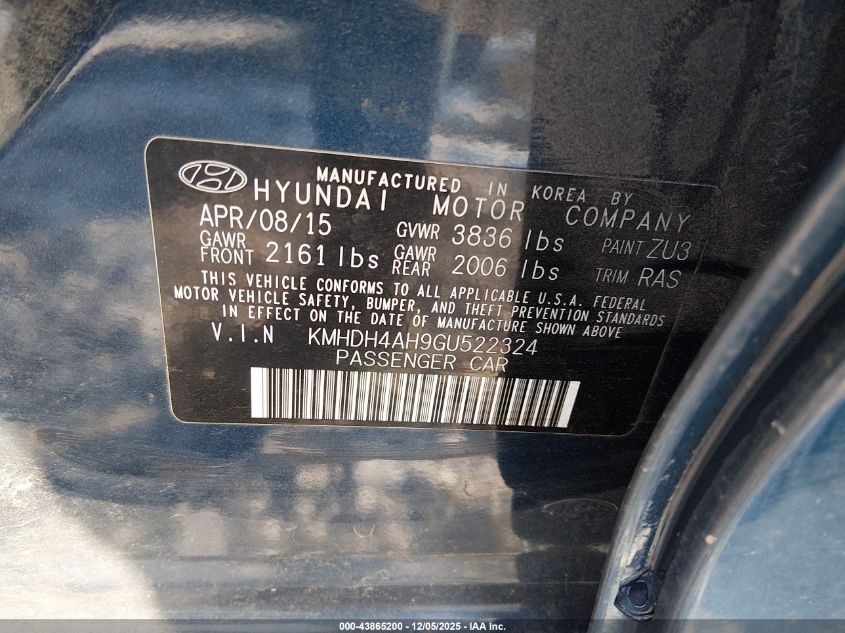 MANUFACTURED IN KOREA BY
HYUNDAI MOTOR COMPANY
APR/08/15 GVWR 3836 lbs PAINT ZU3
GAWR FRONT 2161 lbs GAWR REAR 2006 lbs TRIM RAS
THIS VEHICLE CONFORMS TO ALL APPLICABLE U.S.A. FEDERAL
MOTOR VEHICLE SAFETY, BUMPER, AND THEFT PREVENTION STANDARDS
IN EFFECT ON THE DATE OF MANUFACTURE SHOWN ABOVE
V.I.N KMHDH4AH9GU522324
PASSENGER CAR
000-43865200 - 12/05/2025 - IAA Inc.